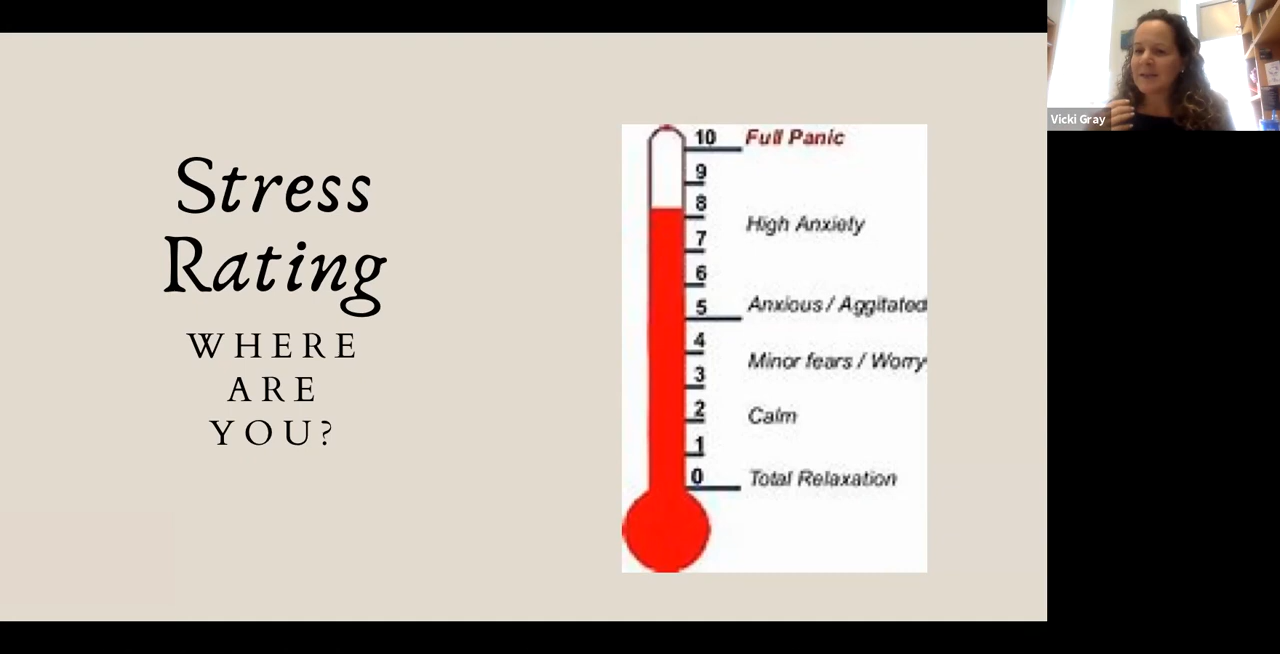 Stress
Rating
WHERE
ARE
YOU?
10 Full Panic
9
8
High Anxiety
7
6
5 Anxious / Aggitated
4
Minor fears / Worry
3
2 Calm
1
0 Total Relaxation
Vicki Gray